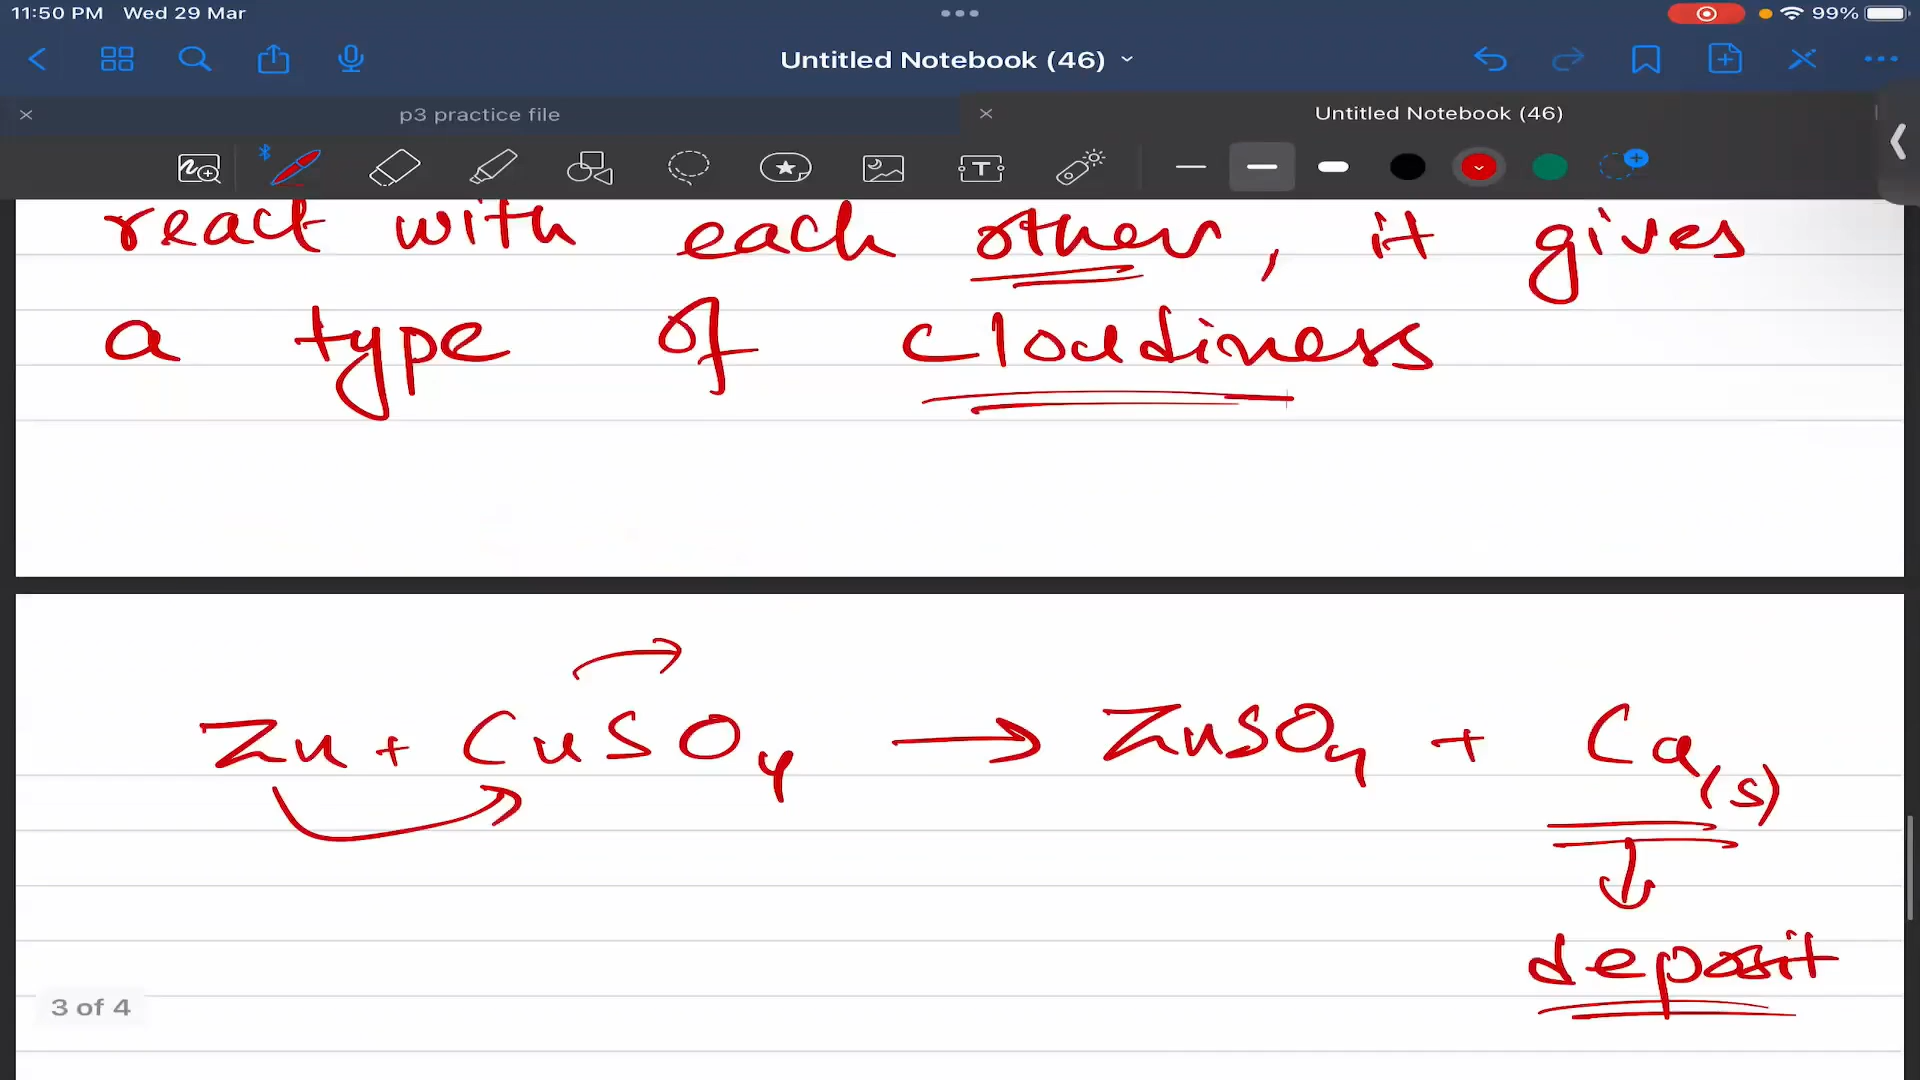 11:50 PM Wed 29 Mar
99%
Untitled Notebook (46)
p3 practice file
Untitled Notebook (46)
react with each other, it gives
a type of cloudiness
Zn + CuSO4 → ZnSO4 + Cu(s)
deposit
3 of 4